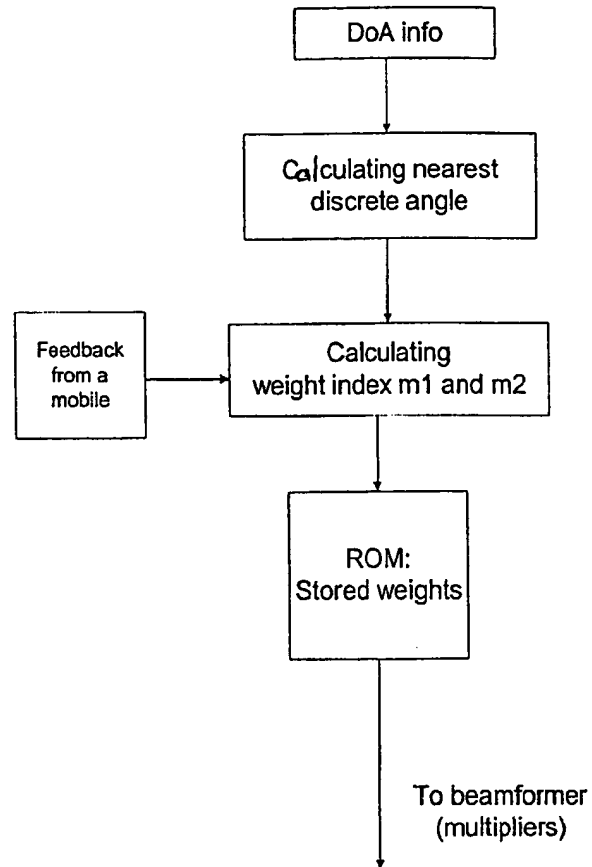 DoA info
Calculating nearest
discrete angle
Feedback
from a
mobile
Calculating
weight index m1 and m2
ROM:
Stored weights
To beamformer
(multipliers)